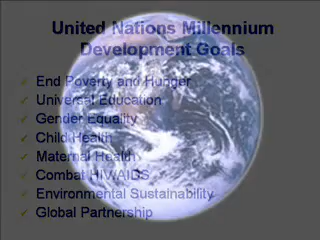 United Nations Millennium
Development Goals
End Poverty and Hunger
Universal Education
Gender Equality
Child Health
Maternal Health
Combat HIV/AIDS
Environmental Sustainability
Global Partnership